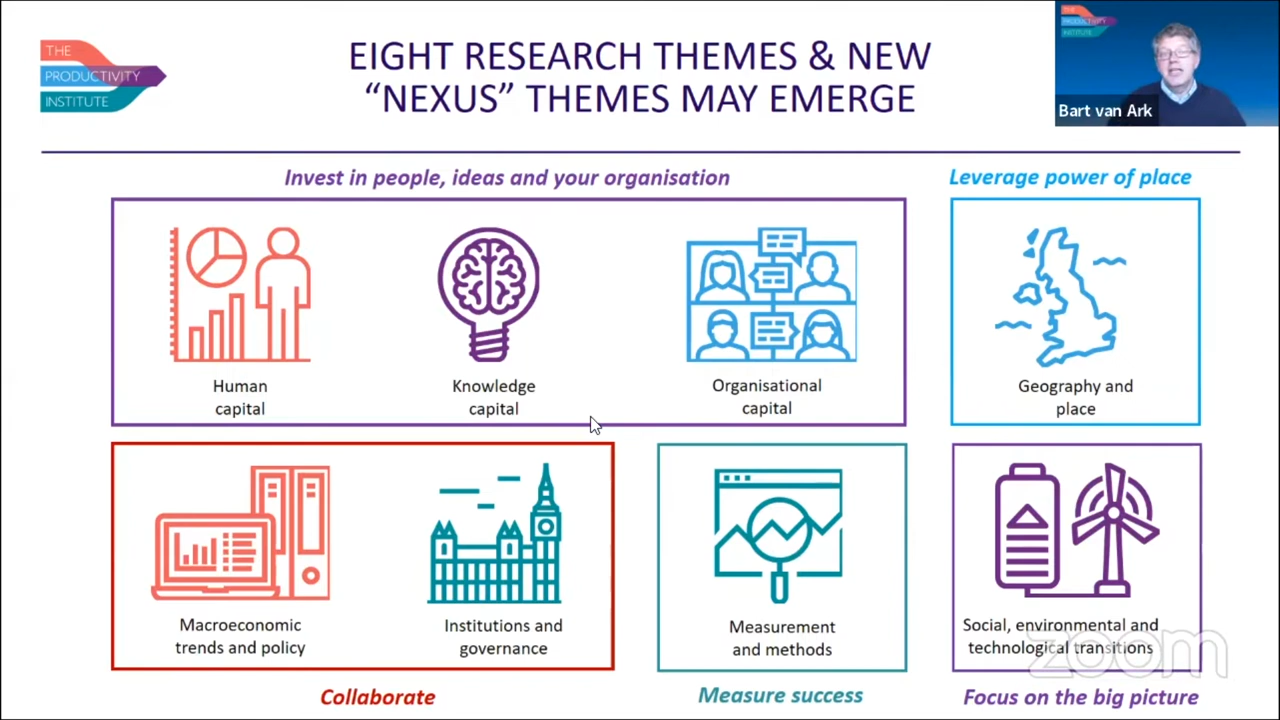 THE
PRODUCTIVITY
INSTITUTE
EIGHT RESEARCH THEMES & NEW
“NEXUS” THEMES MAY EMERGE
THE
PRODUCTIVITY
INSTITUTE
Bart van Ark
Invest in people, ideas and your organisation
Leverage power of place
Human
capital
Knowledge
capital
Organisational
capital
Geography and
place
Macroeconomic
trends and policy
Institutions and
governance
Measurement
and methods
Social, environmental and
technological transitions
zoom
Collaborate
Measure success
Focus on the big picture